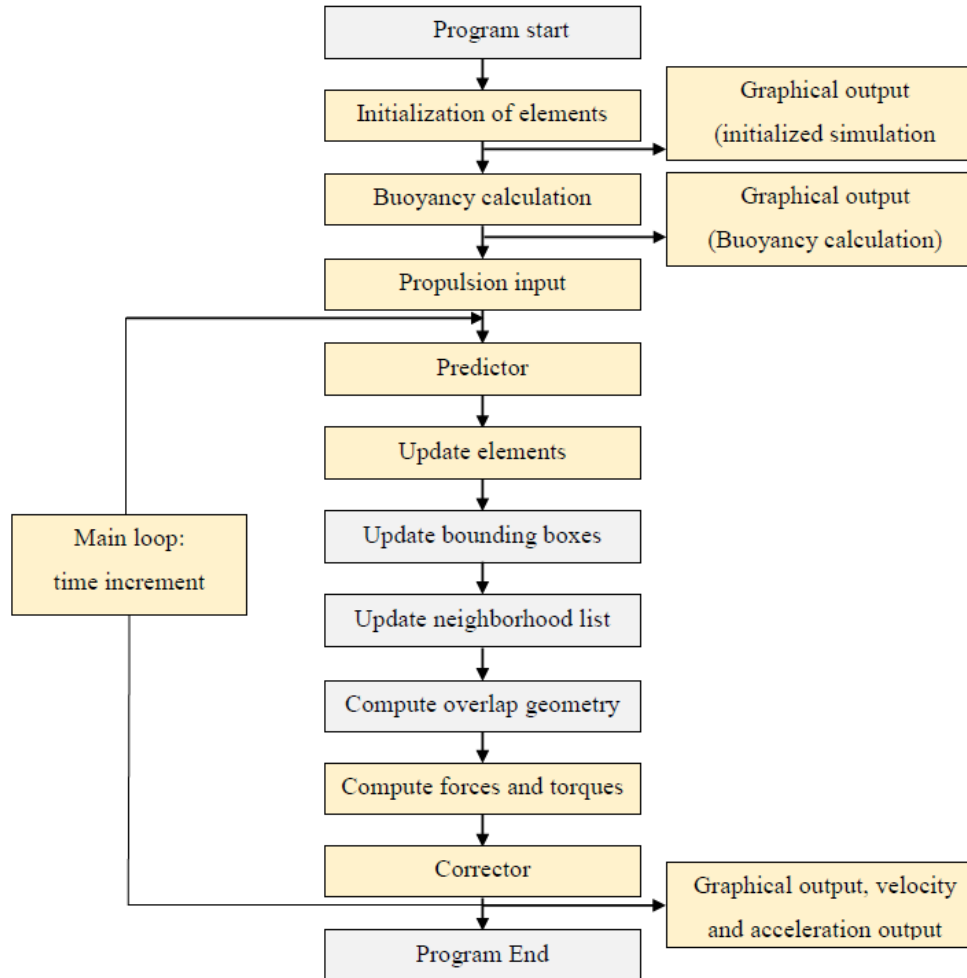 Program start
Initialization of elements
Graphical output
(initialized simulation
Buoyancy calculation
Graphical output
(Buoyancy calculation)
Propulsion input
Predictor
Update elements
Main loop:
time increment
Update bounding boxes
Update neighborhood list
Compute overlap geometry
Compute forces and torques
Corrector
Graphical output, velocity
and acceleration output
Program End